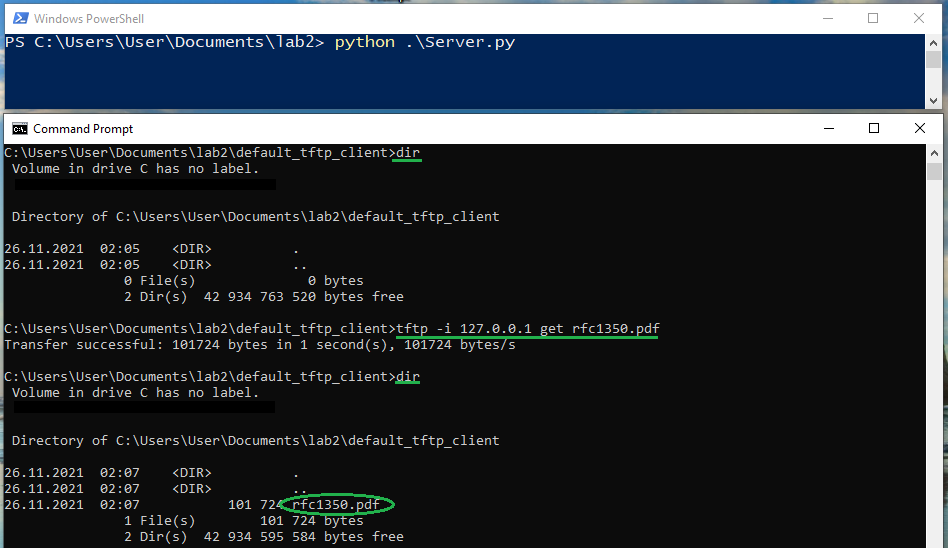 Windows PowerShell
PS C:\Users\User\Documents\lab2> python .\Server.py
Command Prompt
C:\Users\User\Documents\lab2\default_tftp_client>dir
 Volume in drive C has no label.
 Directory of C:\Users\User\Documents\lab2\default_tftp_client
26.11.2021  02:05    <DIR>          .
26.11.2021  02:05    <DIR>          ..
               0 File(s)              0 bytes
               2 Dir(s)  42 934 763 520 bytes free
C:\Users\User\Documents\lab2\default_tftp_client>tftp -i 127.0.0.1 get rfc1350.pdf
Transfer successful: 101724 bytes in 1 second(s), 101724 bytes/s
C:\Users\User\Documents\lab2\default_tftp_client>dir
 Volume in drive C has no label.
 Directory of C:\Users\User\Documents\lab2\default_tftp_client
26.11.2021  02:07    <DIR>          .
26.11.2021  02:07    <DIR>          ..
26.11.2021  02:07           101 724 rfc1350.pdf
               1 File(s)        101 724 bytes
               2 Dir(s)  42 934 595 584 bytes free